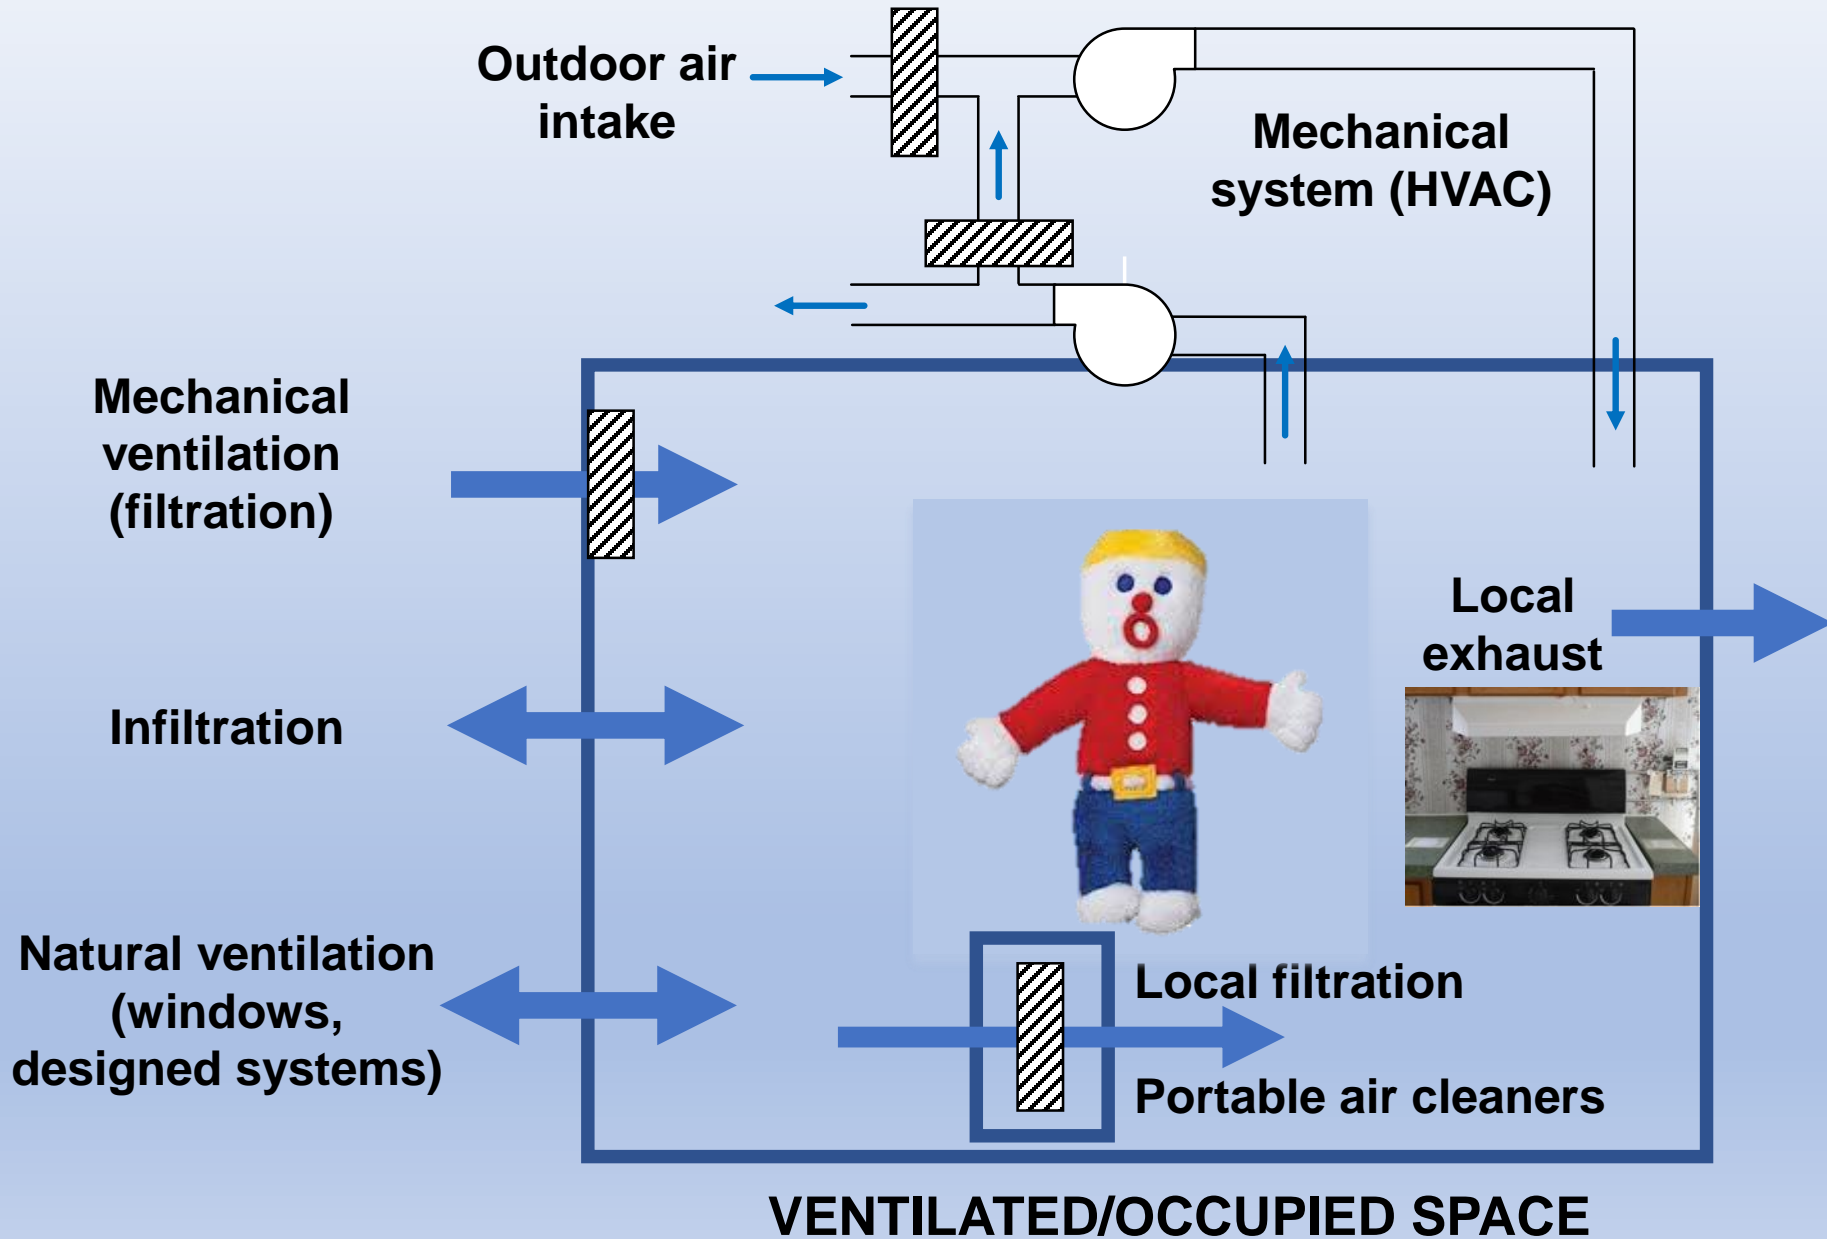 Outdoor air
intake
Mechanical
system (HVAC)
Mechanical
ventilation
(filtration)
Infiltration
Natural ventilation
(windows,
designed systems)
Local
exhaust
Local filtration
Portable air cleaners
VENTILATED/OCCUPIED SPACE